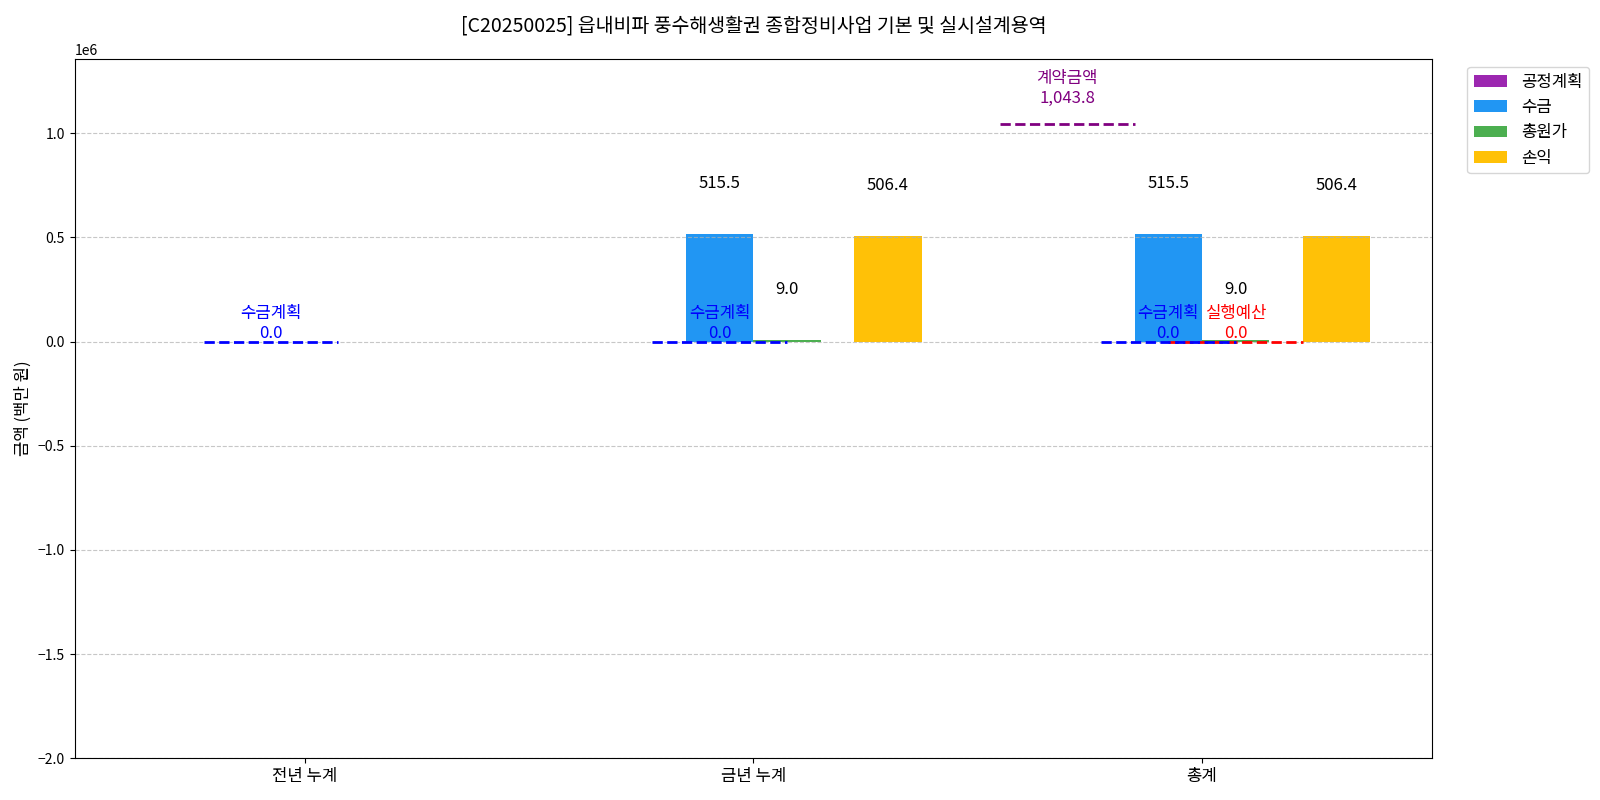 [C20250025] 읍내비파 풍수해생활권 종합정비사업 기본 및 실시설계용역
1e6
계약금액
1,043.8
공정계획
수금
총원가
손익
1.0
515.5
506.4
515.5
506.4
0.5
9.0
9.0
수금계획
0.0
수금계획
0.0
수금계획
0.0
실행예산
0.0
0.0
금액 (백만 원)
−0.5
−1.0
−1.5
−2.0
전년 누계
금년 누계
총계